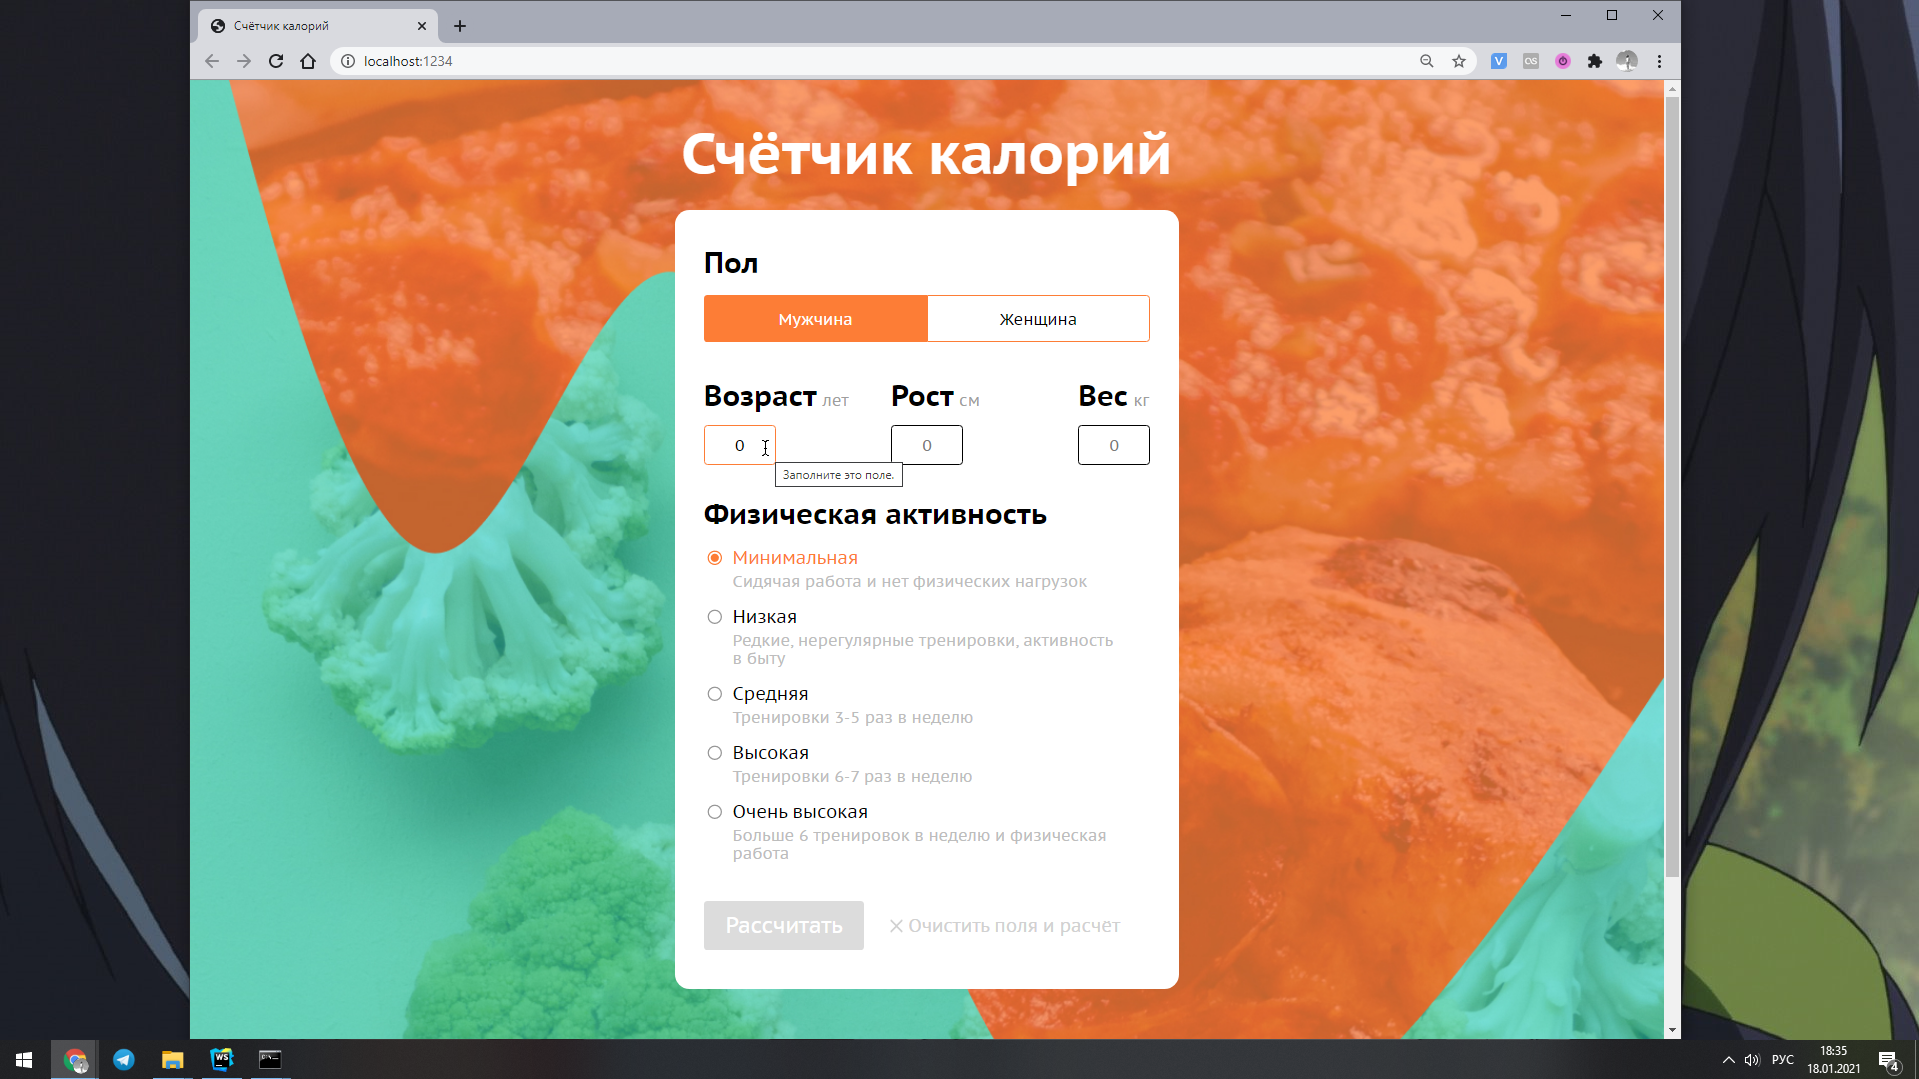 Счётчик калорий
localhost:1234
Счётчик калорий
Пол
Мужчина
Женщина
Возраст лет
Рост см
Вес кг
0
0
0
Заполните это поле.
Физическая активность
Минимальная
Сидячая работа и нет физических нагрузок
Низкая
Редкие, нерегулярные тренировки, активность
в быту
Средняя
Тренировки 3-5 раз в неделю
Высокая
Тренировки 6-7 раз в неделю
Очень высокая
Больше 6 тренировок в неделю и физическая
работа
Рассчитать
Очистить поля и расчёт
WS
РУС
18:35
18.01.2021
4